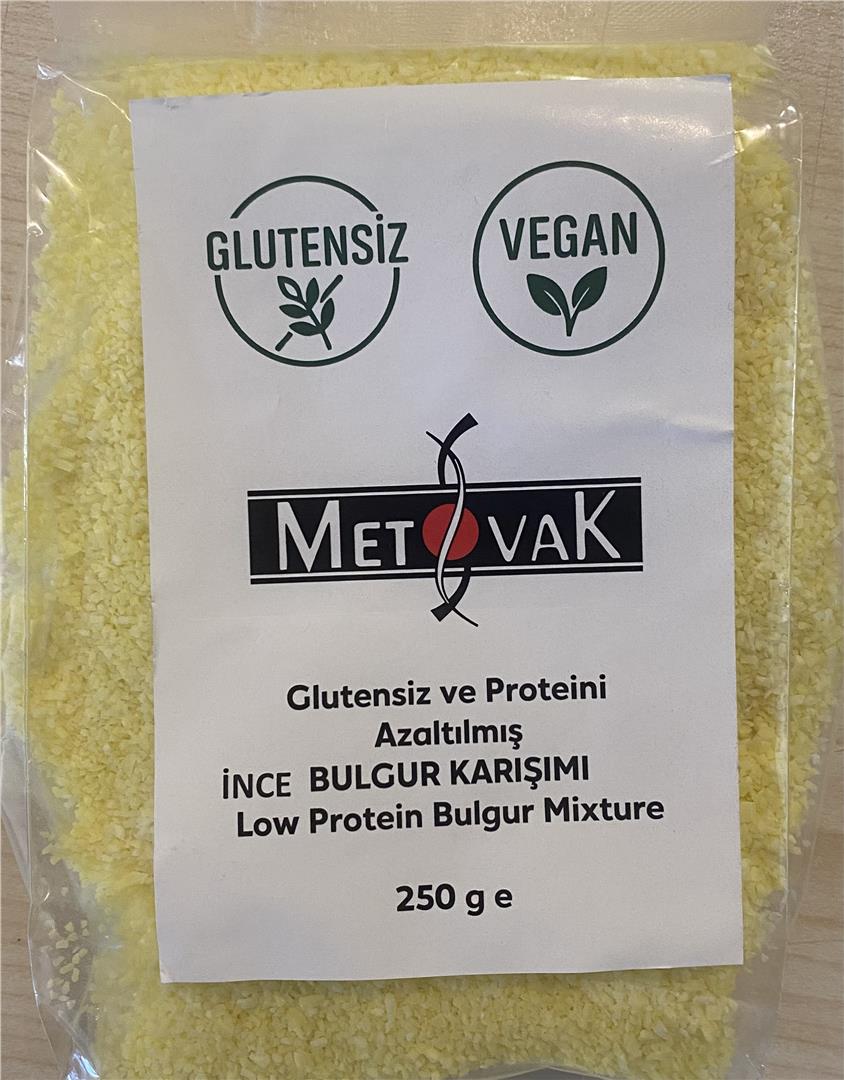 GLUTENSİZ
VEGAN
METOVAK
Glutensiz ve Proteini
Azaltılmış
İNCE BULGUR KARIŞIMI
Low Protein Bulgur Mixture
250 g e